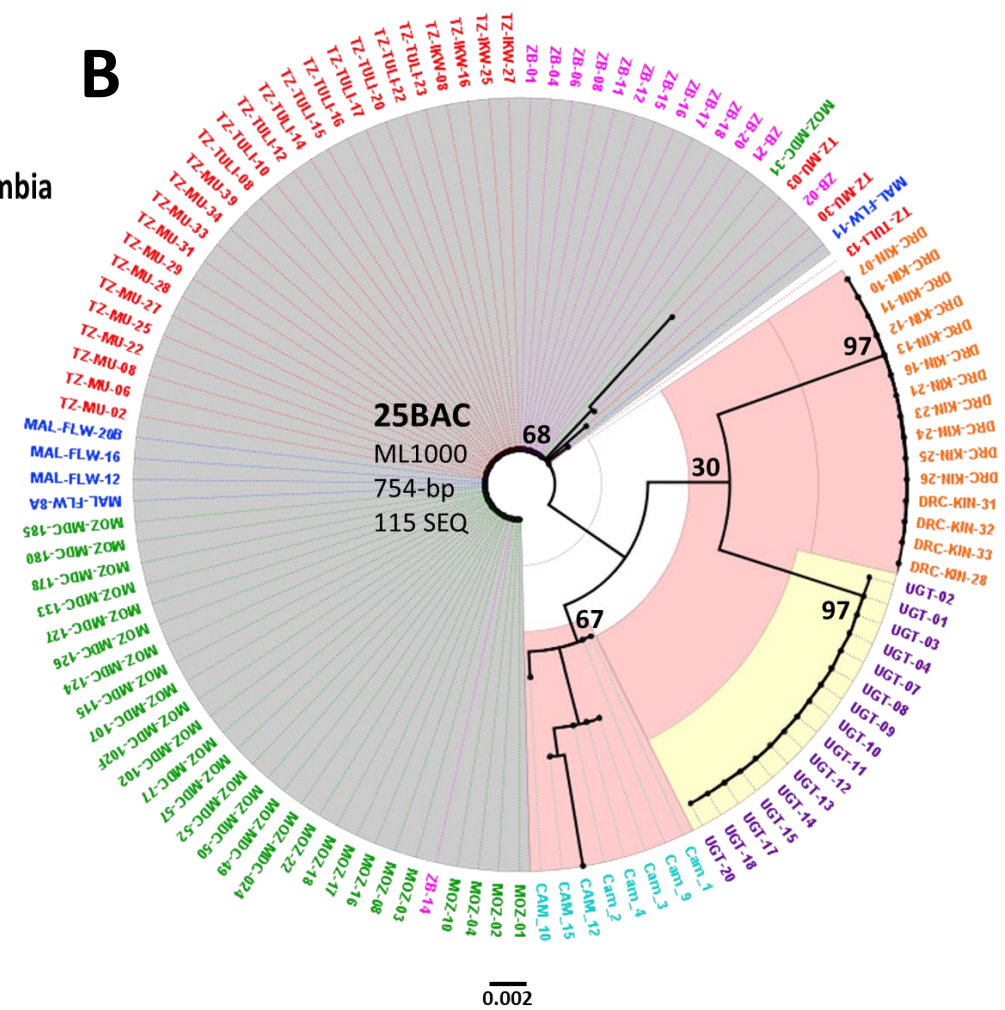 B
mbia
25BAC
ML1000
754-bp
115 SEQ
68
97
30
97
67
ZB-01
ZB-04
ZB-06
ZB-08
ZB-11
ZB-12
ZB-15
ZB-16
ZB-17
ZB-18
ZB-20
ZB-21
MOZ-MDC-31
TZ-MU-03
ZB-02
TZ-MU-30
MAL-FLW-11
TZ-TULI-13
DRC-KIN-07
DRC-KIN-10
DRC-KIN-11
DRC-KIN-12
DRC-KIN-13
DRC-KIN-16
DRC-KIN-21
DRC-KIN-23
DRC-KIN-24
DRC-KIN-25
DRC-KIN-26
DRC-KIN-31
DRC-KIN-32
DRC-KIN-33
DRC-KIN-28
UGT-02
UGT-01
UGT-03
UGT-04
UGT-07
UGT-08
UGT-09
UGT-10
UGT-11
UGT-12
UGT-13
UGT-14
UGT-15
UGT-17
UGT-18
UGT-20
Cam_1
Cam_9
Cam_3
Cam_4
Cam_2
CAM_12
CAM_15
CAM_10
MOZ-01
MOZ-02
MOZ-04
MOZ-10
ZB-14
MOZ-03
MOZ-08
MOZ-16
MOZ-17
MOZ-18
MOZ-22
MOZ-MDC-024
MOZ-MDC-49
MOZ-MDC-50
MOZ-MDC-52
MOZ-MDC-57
MOZ-MDC-77
MOZ-MDC-102
MOZ-MDC-102F
MOZ-MDC-107
MOZ-MDC-115
MOZ-MDC-124
MOZ-MDC-126
MOZ-MDC-127
MOZ-MDC-133
MOZ-MDC-178
MOZ-MDC-180
MOZ-MDC-185
MAL-FLW-8A
MAL-FLW-12
MAL-FLW-16
MAL-FLW-20B
TZ-MU-02
TZ-MU-06
TZ-MU-08
TZ-MU-22
TZ-MU-25
TZ-MU-27
TZ-MU-28
TZ-MU-29
TZ-MU-31
TZ-MU-33
TZ-MU-34
TZ-MU-39
TZ-TULI-08
TZ-TULI-10
TZ-TULI-12
TZ-TULI-14
TZ-TULI-15
TZ-TULI-16
TZ-TULI-17
TZ-TULI-20
TZ-TULI-22
TZ-TULI-23
TZ-IKW-08
TZ-IKW-16
TZ-IKW-25
TZ-IKW-27
0.002